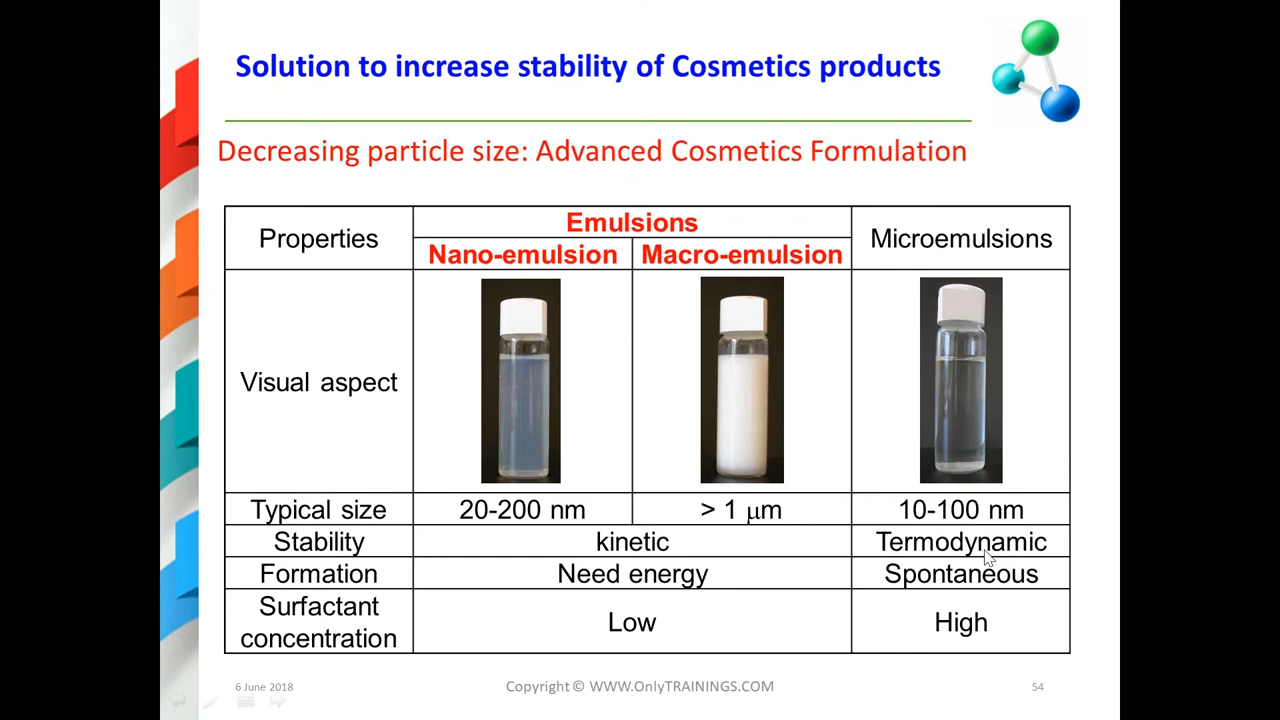 Solution to increase stability of Cosmetics products
Decreasing particle size: Advanced Cosmetics Formulation
Properties
Emulsions
Nano-emulsion
Macro-emulsion
Microemulsions
Visual aspect
Typical size
20-200 nm
> 1 μm
10-100 nm
Stability
kinetic
Termodynamic
Formation
Need energy
Spontaneous
Surfactant
concentration
Low
High
6 June 2018
Copyright © WWW.OnlyTRAININGS.COM
54